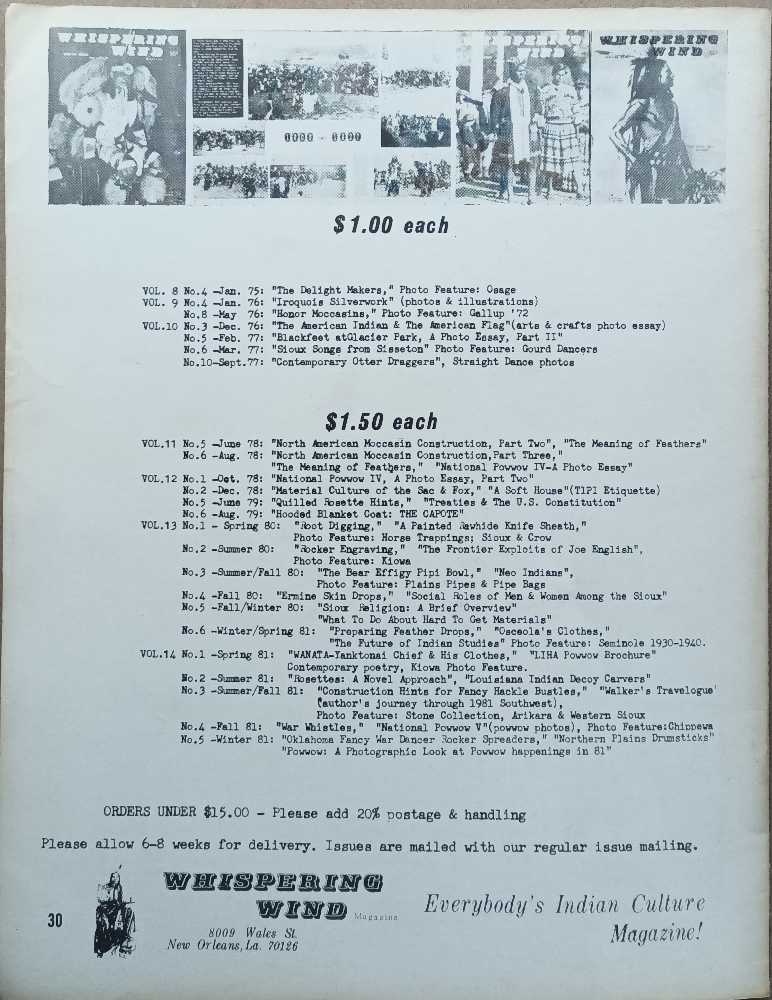 WHISPERING
WIND
0000 - 0000
WHISPERING
WIND
WHISPERING
WIND
$1.00 each
VOL. 8 No.4 -Jan. 75: "The Delight Makers," Photo Feature: Osage
VOL. 9 No.4 -Jan. 76: "Iroquois Silverwork" (photos & illustrations)
No.8 -May 76: "Honor Moccasins," Photo Feature: Gallup '72
VOL.10 No.3 -Dec. 76: "The American Indian & The American Flag"(arts & crafts photo essay)
No.5 -Feb. 77: "Blackfeet atGlacier Park, A Photo Essay, Part II"
No.6 -Mar. 77: "Sioux Songs from Sisseton" Photo Feature: Gourd Dancers
No.10-Sept.77: "Contemporary Otter Draggers", Straight Dance photos
$1.50 each
VOL.11 No.5 -June 78: "North American Moccasin Construction, Part Two", "The Meaning of Feathers"
No.6 -Aug. 78: "North American Moccasin Construction,Part Three,"
"The Meaning of Feathers," "National Powwow IV-A Photo Essay"
VOL.12 No.1 -Oct. 78: "National Powwow IV, A Photo Essay, Part Two"
No.2 -Dec. 78: "Material Culture of the Sac & Fox," "A Soft House"(TIPI Etiquette)
No.5 -June 79: "Quilled Rosette Hints," "Treaties & The U.S. Constitution"
No.6 -Aug. 79: "Hooded Blanket Coat: THE CAPOTE"
VOL.13 No.1 - Spring 80: "Root Digging," "A Painted Rawhide Knife Sheath,"
Photo Feature: Horse Trappings; Sioux & Crow
No.2 -Summer 80: "Rocker Engraving," "The Frontier Exploits of Joe English",
Photo Feature: Kiowa
No.3 -Summer/Fall 80: "The Bear Effigy Pipi Bowl," "Neo Indians",
Photo Feature: Plains Pipes & Pipe Bags
No.4 -Fall 80: "Ermine Skin Drops," "Social Roles of Men & Women Among the Sioux"
No.5 -Fall/Winter 80: "Sioux Religion: A Brief Overview"
"What To Do About Hard To Get Materials"
No.6 -Winter/Spring 81: "Preparing Feather Drops," "Osceola's Clothes,"
"The Future of Indian Studies" Photo Feature: Seminole 1930-1940.
VOL.14 No.1 -Spring 81: "WANATA-Yanktonai Chief & His Clothes," "LIHA Powwow Brochure"
Contemporary poetry, Kiowa Photo Feature.
No.2 -Summer 81: "Rosettes: A Novel Approach", "Louisiana Indian Decoy Carvers"
No.3 -Summer/Fall 81: "Construction Hints for Fancy Hackle Bustles," "Walker's Travelogue'
(author's journey through 1981 Southwest),
Photo Feature: Stone Collection, Arikara & Western Sioux
No.4 -Fall 81: "War Whistles," "National Powwow V"(powwow photos), Photo Feature:Chippewa
No.5 -Winter 81: "Oklahoma Fancy War Dancer Rocker Spreaders," "Northern Plains Drumsticks"
"Powwow: A Photographic Look at Powwow happenings in 81"
ORDERS UNDER $15.00 - Please add 20% postage & handling
Please allow 6-8 weeks for delivery. Issues are mailed with our regular issue mailing.
WHISPERING
WIND Magazine
8009 Wales St.
New Orleans, La. 70126
Everybody's Indian Culture
Magazine!
30